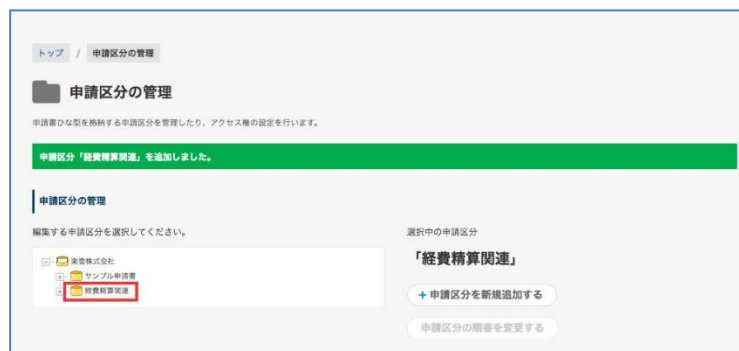 トップ / 申請区分の管理
申請区分の管理
申請書ひな型を格納する申請区分を管理したり、アクセス権の設定を行います。
申請区分「経費精算関連」を追加しました。
申請区分の管理
編集する申請区分を選択してください。
楽雲株式会社
サンプル申請書
経費精算関連
選択中の申請区分
「経費精算関連」
+ 申請区分を新規追加する
申請区分の順番を変更する